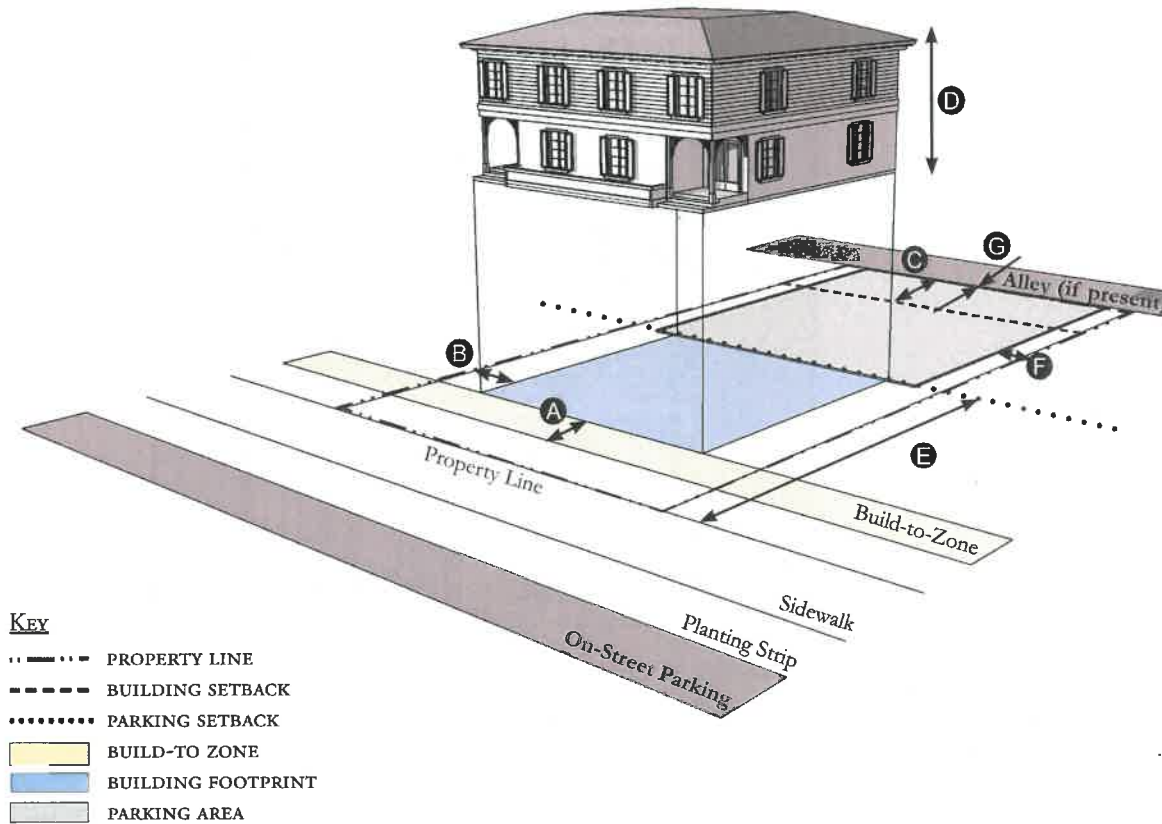 D
G
C
Alley (if present
B
F
A
E
Property Line
Build-to-Zone
Sidewalk
Planting Strip
On-Street Parking
KEY
PROPERTY LINE
BUILDING SETBACK
PARKING SETBACK
BUILD-TO ZONE
BUILDING FOOTPRINT
PARKING AREA